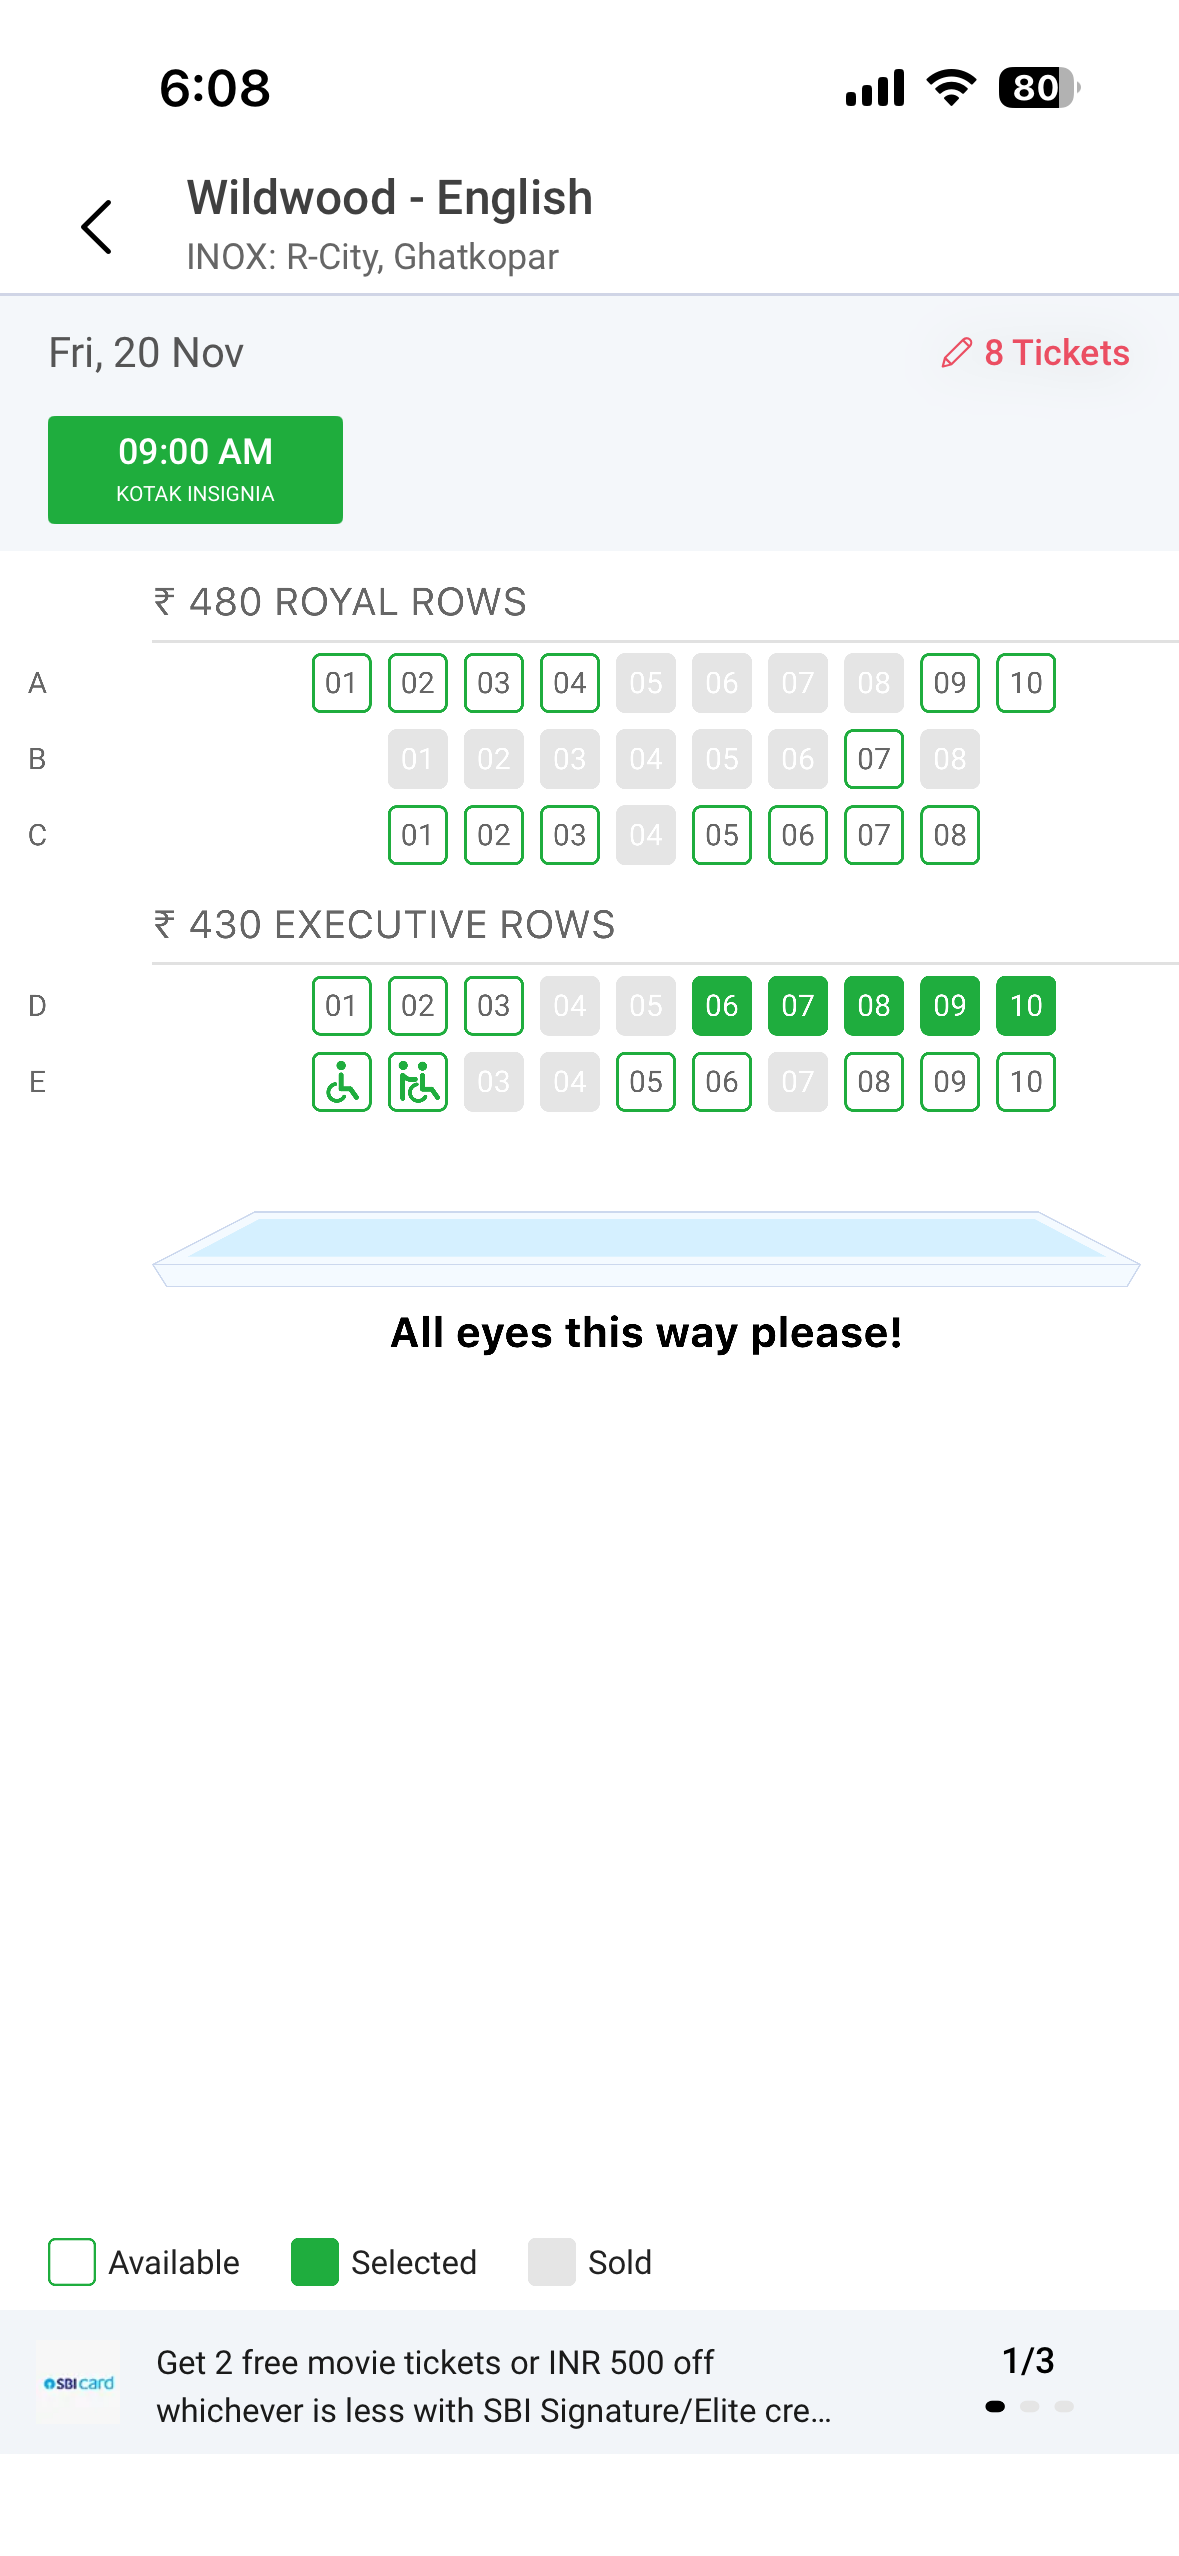 6:08
80
Wildwood - English
INOX: R-City, Ghatkopar
Fri, 20 Nov
8 Tickets
09:00 AM
KOTAK INSIGNIA
₹ 480 ROYAL ROWS
A 01 02 03 04 05 06 07 08 09 10
B 01 02 03 04 05 06 07 08
C 01 02 03 04 05 06 07 08
₹ 430 EXECUTIVE ROWS
D 01 02 03 04 05 06 07 08 09 10
E 03 04 05 06 07 08 09 10
All eyes this way please!
Available Selected Sold
SBI card
Get 2 free movie tickets or INR 500 off
whichever is less with SBI Signature/Elite cre...
1/3